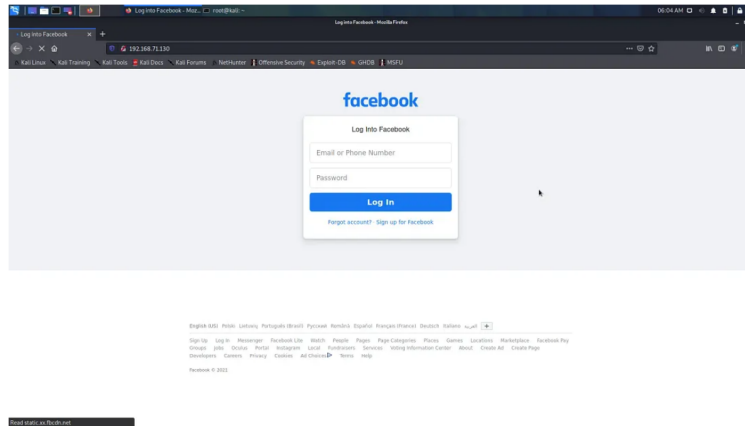 Log into Facebook - Moz...
root@kali: ~
06:04 AM
Log into Facebook - Mozilla Firefox
Log into Facebook
192.168.71.130
Kali Linux Kali Training Kali Tools Kali Docs Kali Forums NetHunter Offensive Security Exploit-DB GHDB MSFU
facebook
Log Into Facebook
Email or Phone Number
Password
Log In
Forgot account? · Sign up for Facebook
English (US) Polski Lietuvių Português (Brasil) Русский Română Español Français (France) Deutsch Italiano العربية +
Sign Up Log In Messenger Facebook Lite Watch People Pages Page Categories Places Games Locations Marketplace Facebook Pay
Groups Jobs Oculus Portal Instagram Local Fundraisers Services Voting Information Center About Create Ad Create Page
Developers Careers Privacy Cookies Ad Choices Terms Help
Facebook © 2021
Read static.xx.fbcdn.net